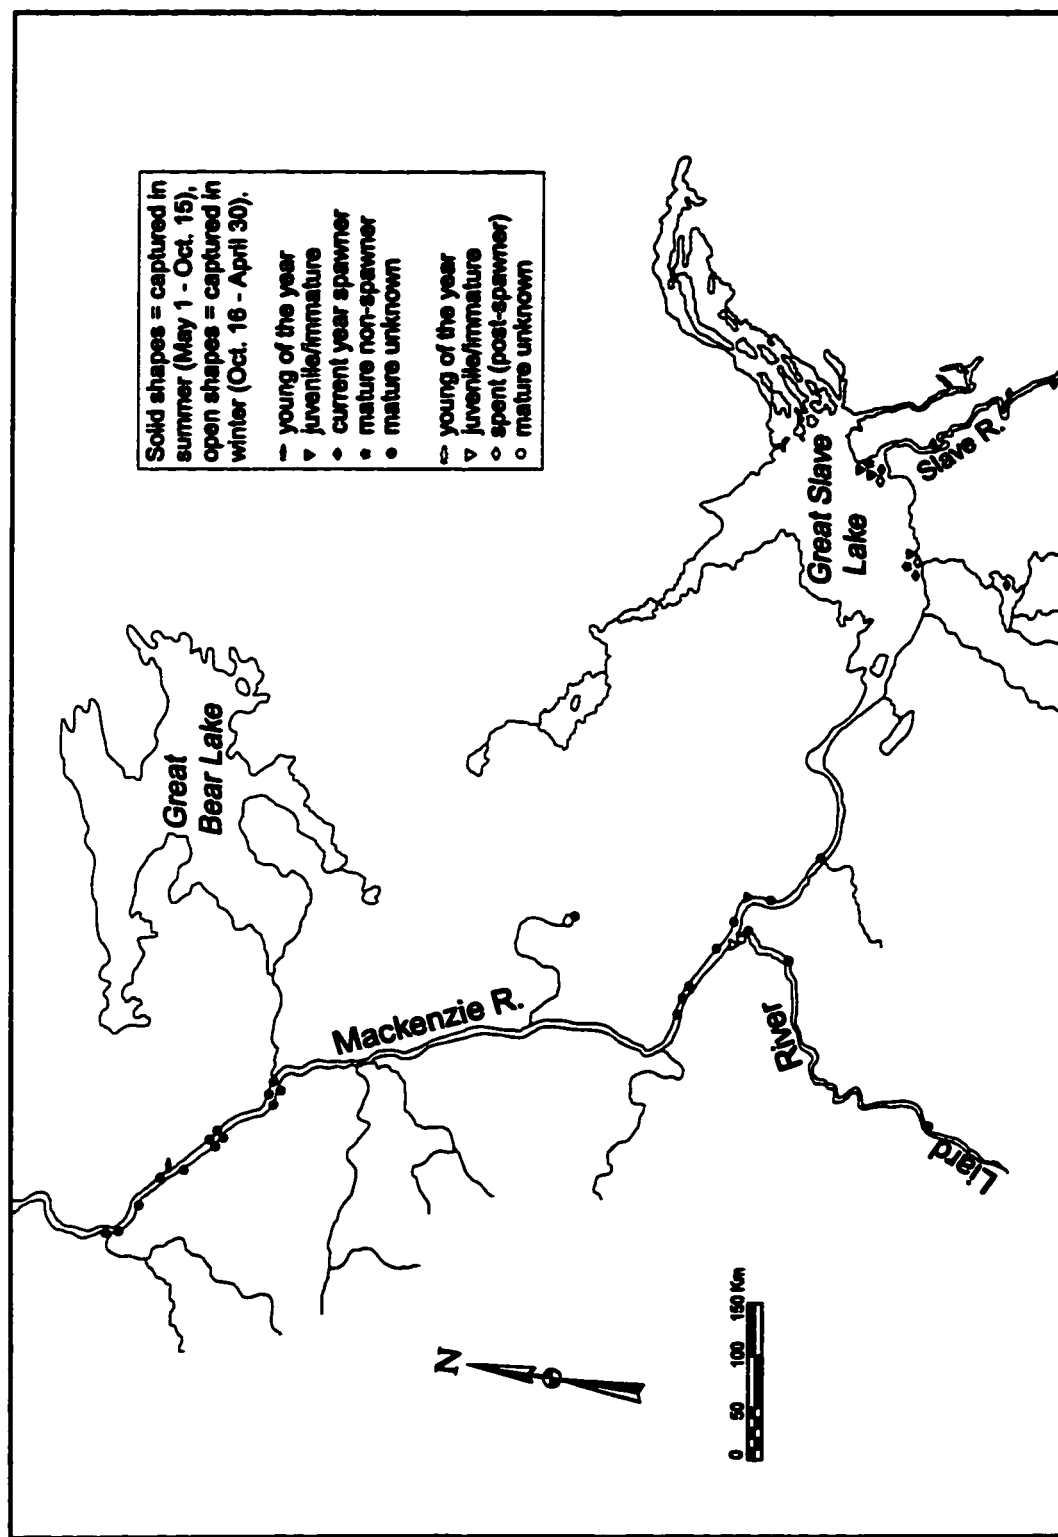 Solid shapes = captured in
summer (May 1 - Oct. 15),
open shapes = captured in
winter (Oct. 16 - April 30).
young of the year
juvenile/immature
current year spawner
mature non-spawner
mature unknown
young of the year
juvenile/immature
spent (post-spawner)
mature unknown
Great
Bear Lake
Great Slave
Lake
Slave R.
Mackenzie R.
River
Liard
N
0 50 100 150 Km